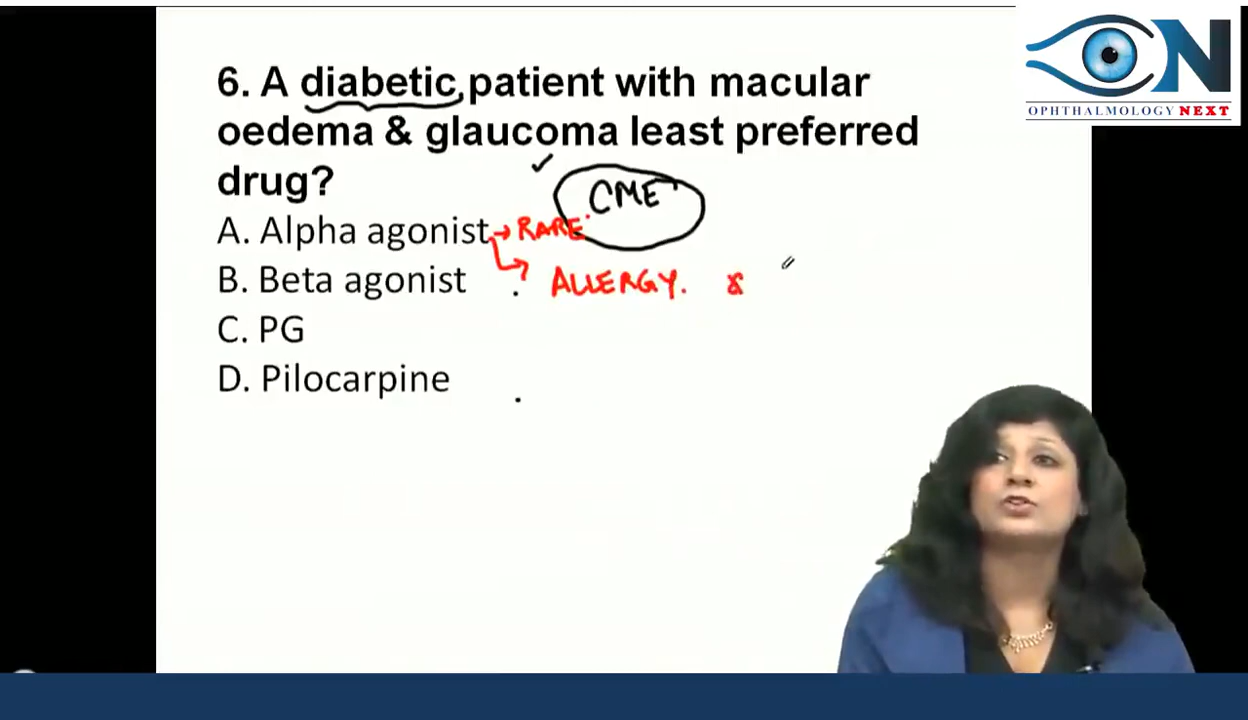 6. A diabetic patient with macular
oedema & glaucoma least preferred
drug?
CME
A. Alpha agonist → RARE
B. Beta agonist
ALLERGY. &
C. PG
D. Pilocarpine
ON
OPHTHALMOLOGY NEXT